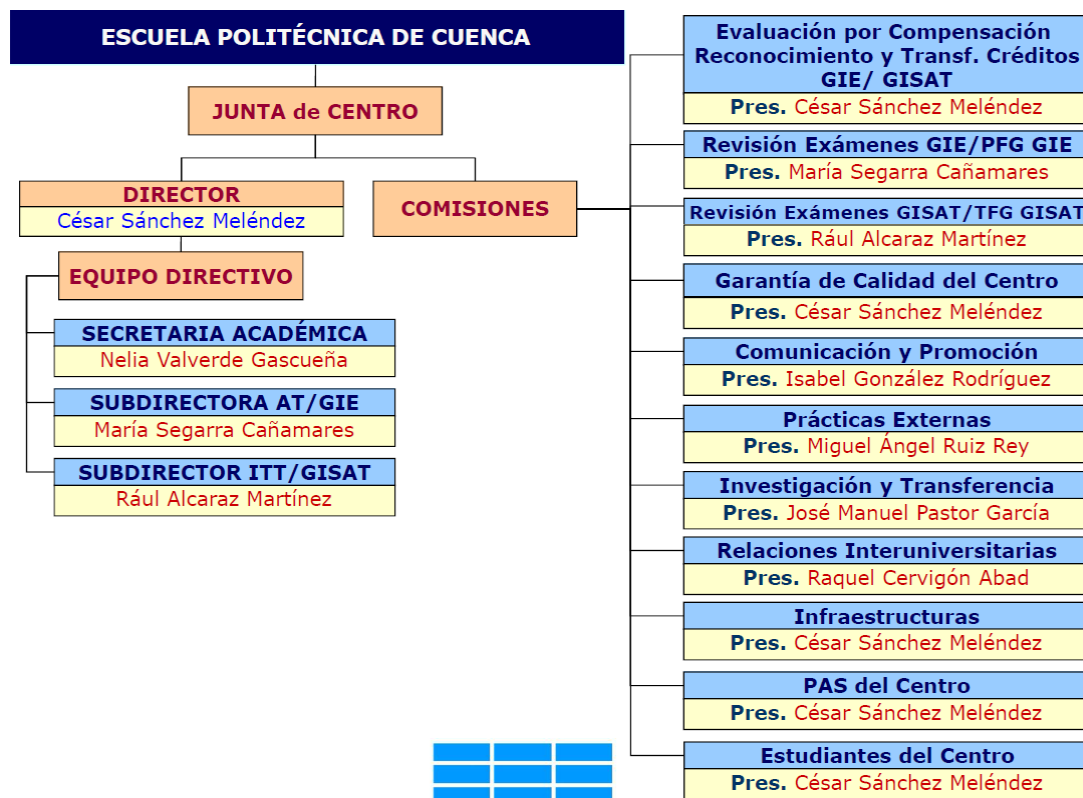 ESCUELA POLITÉCNICA DE CUENCA
JUNTA de CENTRO
DIRECTOR
César Sánchez Meléndez
COMISIONES
EQUIPO DIRECTIVO
SECRETARIA ACADÉMICA
Nelia Valverde Gascueña
SUBDIRECTORA AT/GIE
María Segarra Cañamares
SUBDIRECTOR ITT/GISAT
Rául Alcaraz Martínez
Evaluación por Compensación
Reconocimiento y Transf. Créditos
GIE/ GISAT
Pres. César Sánchez Meléndez
Revisión Exámenes GIE/PFG GIE
Pres. María Segarra Cañamares
Revisión Exámenes GISAT/TFG GISAT
Pres. Rául Alcaraz Martínez
Garantía de Calidad del Centro
Pres. César Sánchez Meléndez
Comunicación y Promoción
Pres. Isabel González Rodríguez
Prácticas Externas
Pres. Miguel Ángel Ruiz Rey
Investigación y Transferencia
Pres. José Manuel Pastor García
Relaciones Interuniversitarias
Pres. Raquel Cervigón Abad
Infraestructuras
Pres. César Sánchez Meléndez
PAS del Centro
Pres. César Sánchez Meléndez
Estudiantes del Centro
Pres. César Sánchez Meléndez